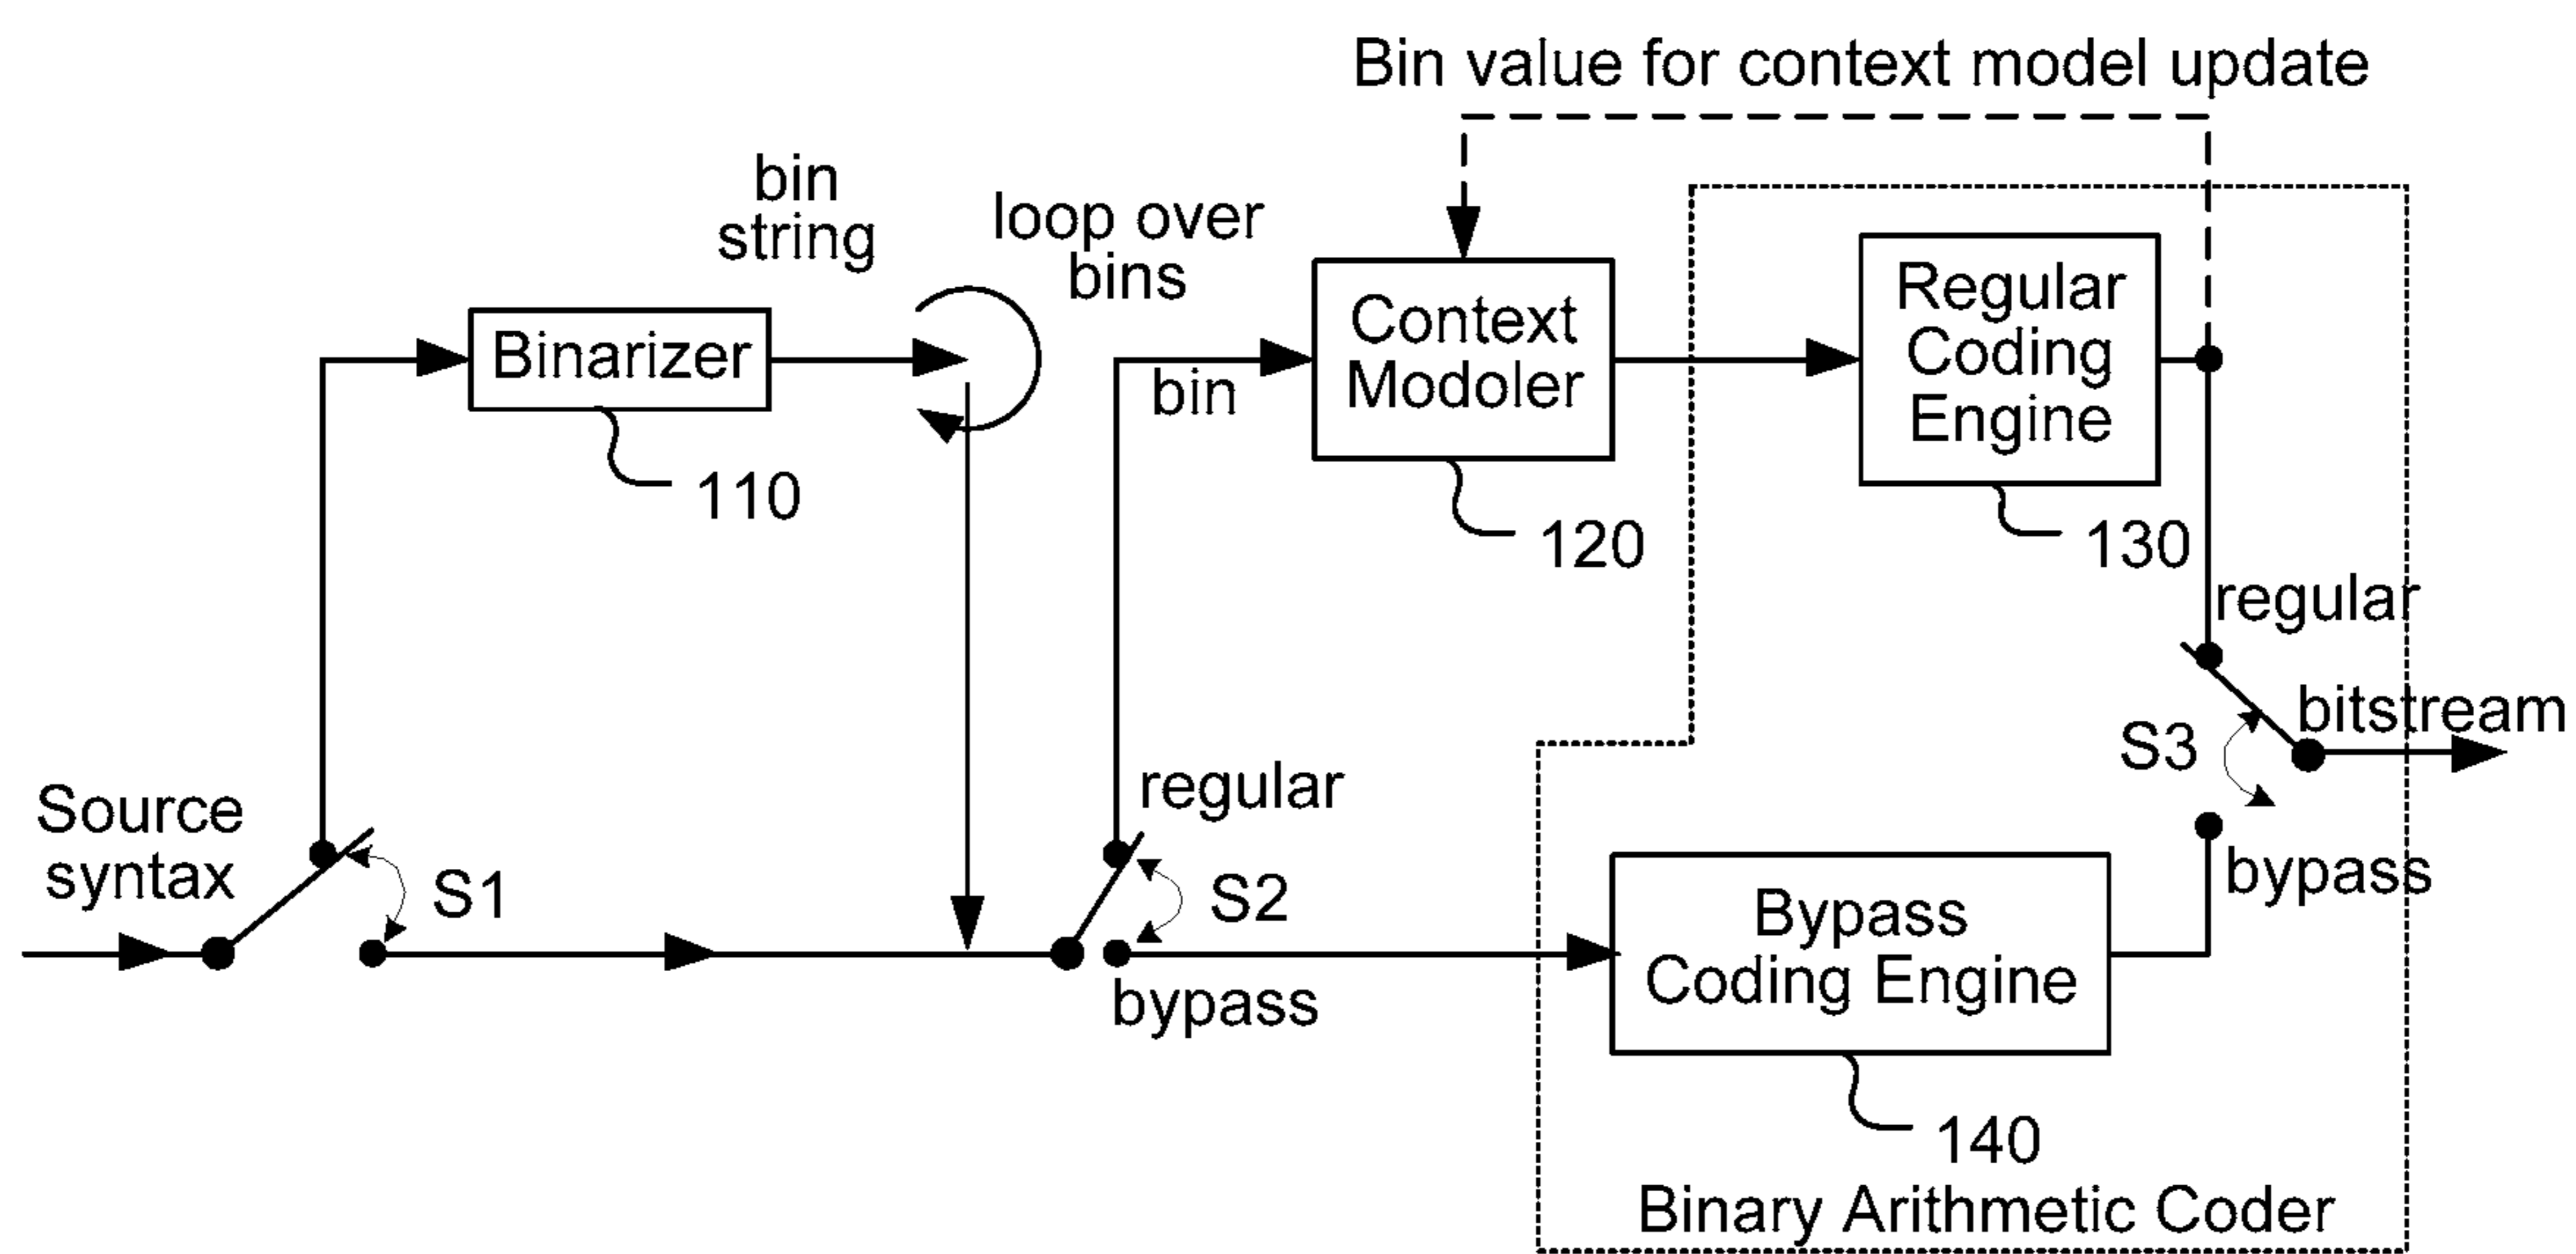 Bin value for context model update
bin
string
loop over
bins
Binarizer
110
bin
Context
Modoler
120
Regular
Coding
Engine
130
regular
Source
syntax
S1
regular
S2
bypass
S3
bitstream
bypass
Bypass
Coding Engine
140
Binary Arithmetic Coder